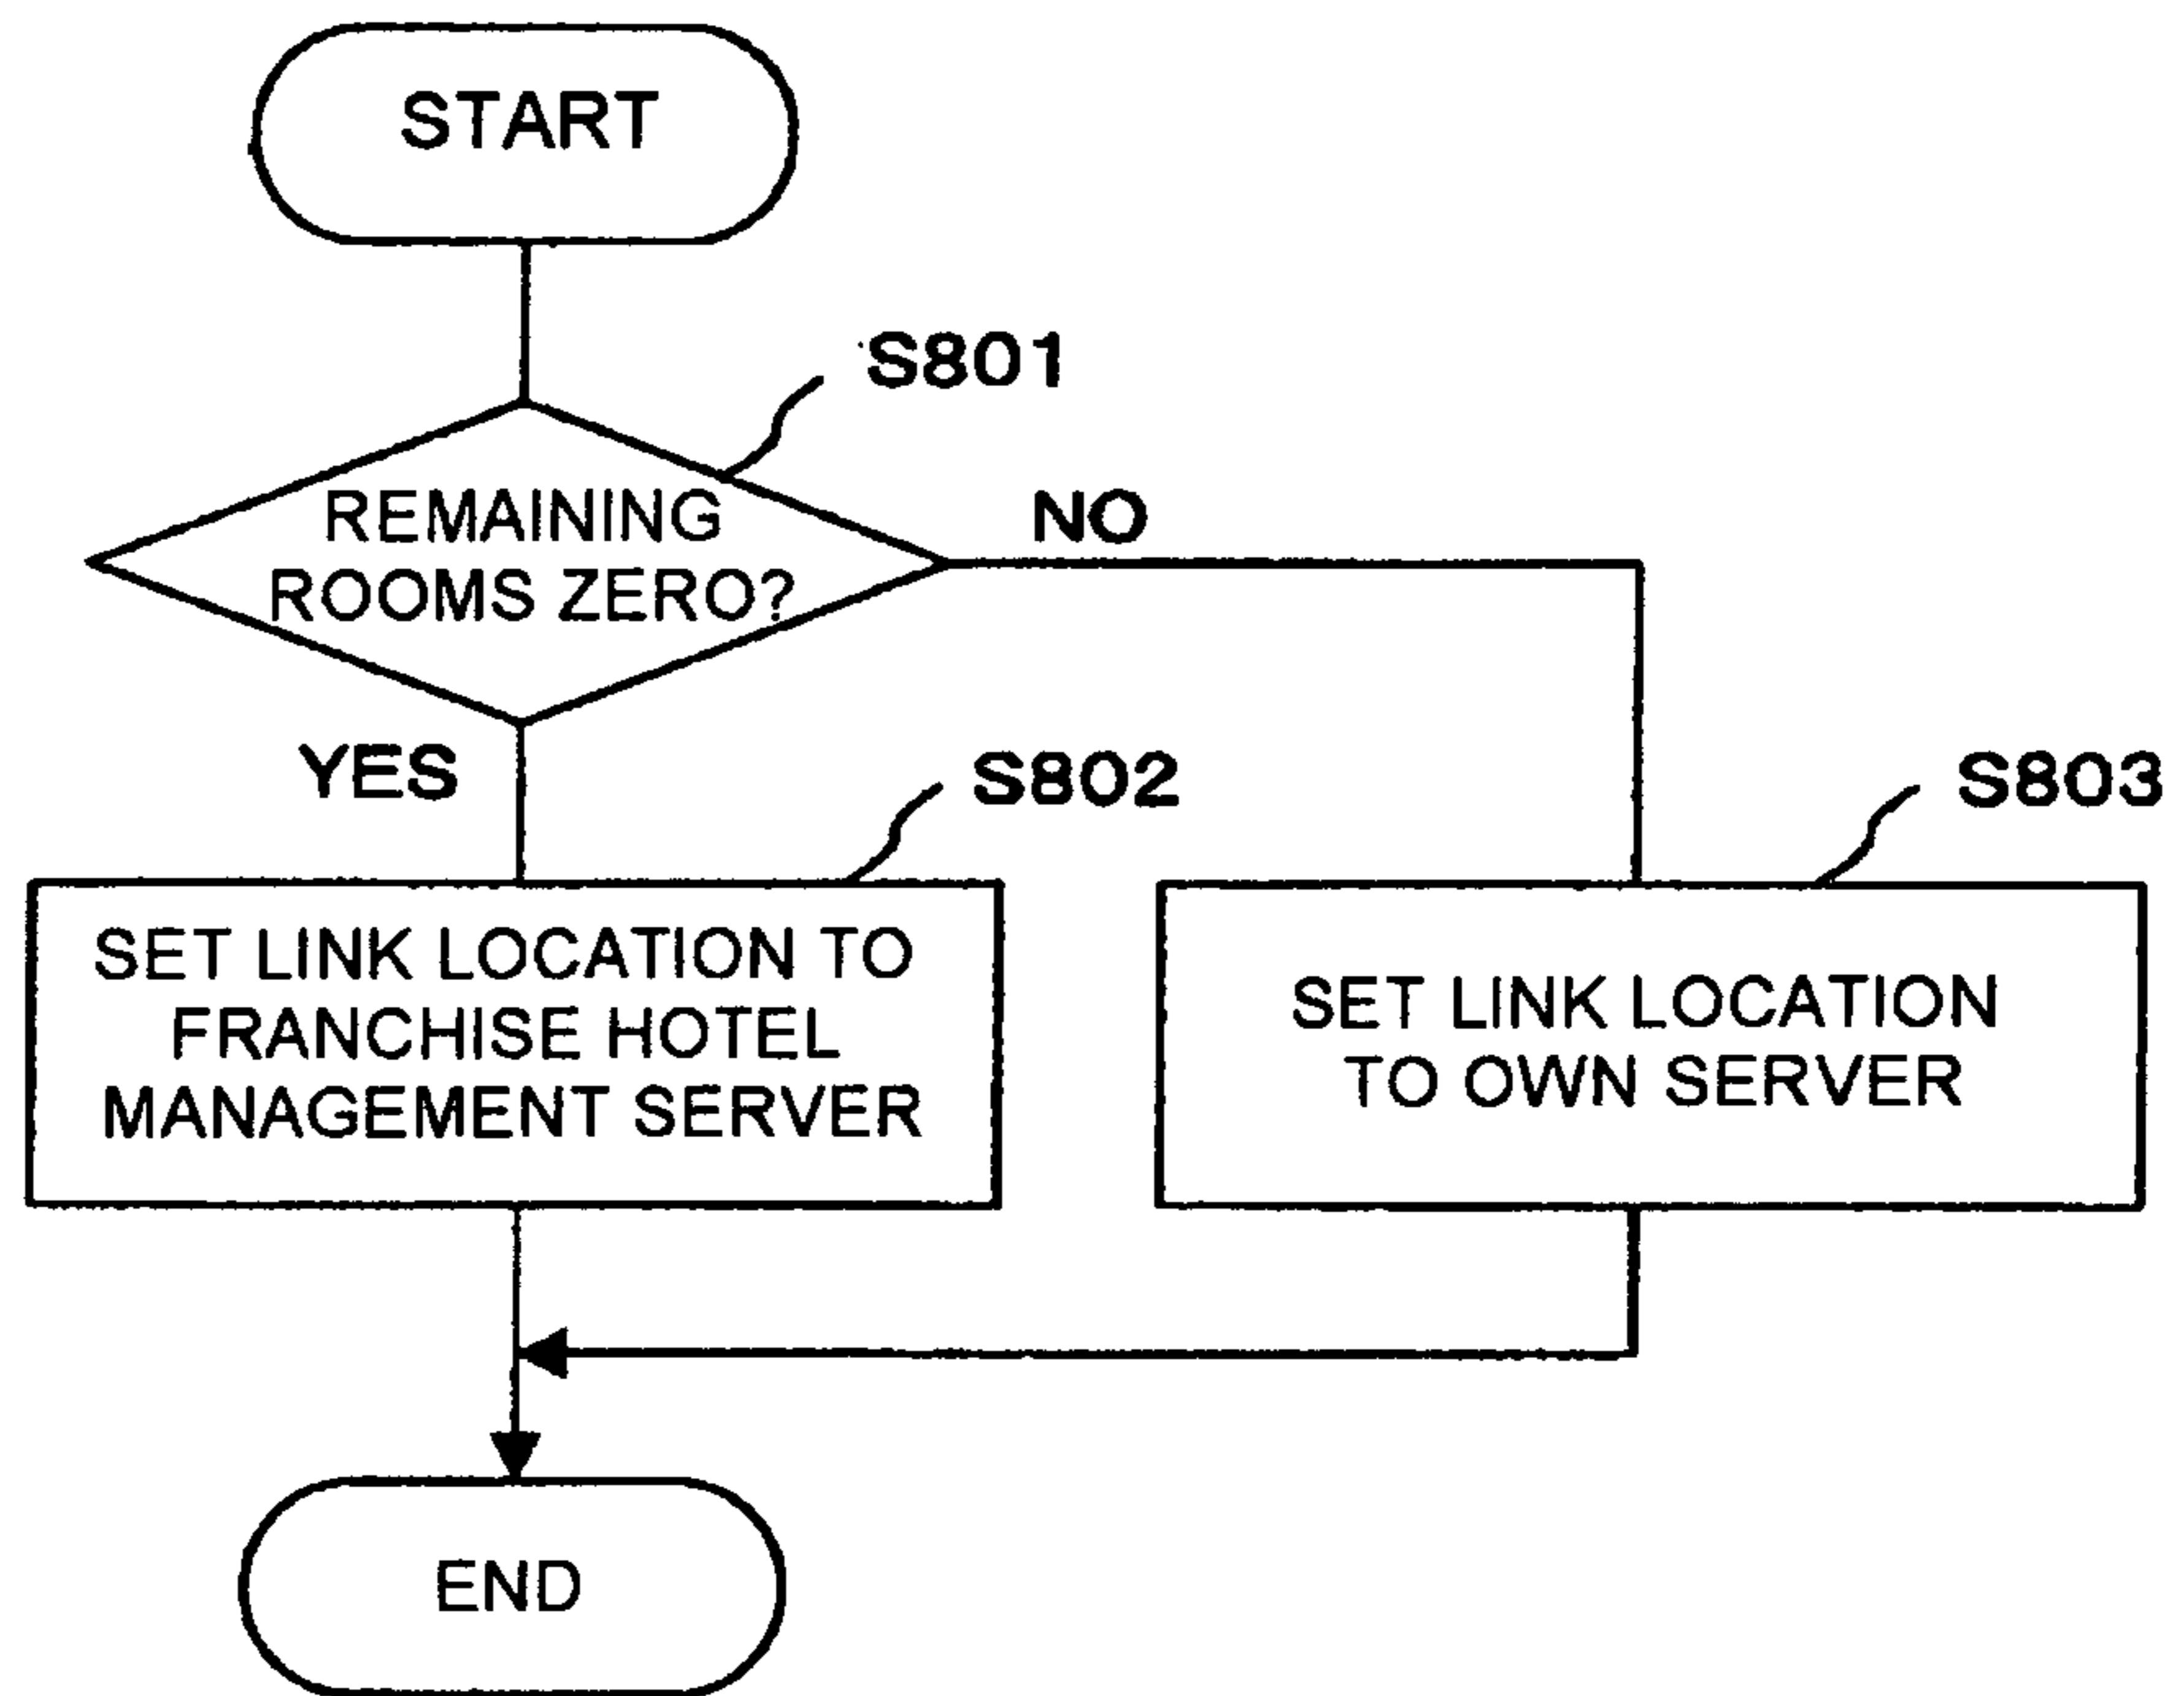 START
S801
REMAINING
ROOMS ZERO?
NO
YES
S802
S803
SET LINK LOCATION TO
FRANCHISE HOTEL
MANAGEMENT SERVER
SET LINK LOCATION
TO OWN SERVER
END